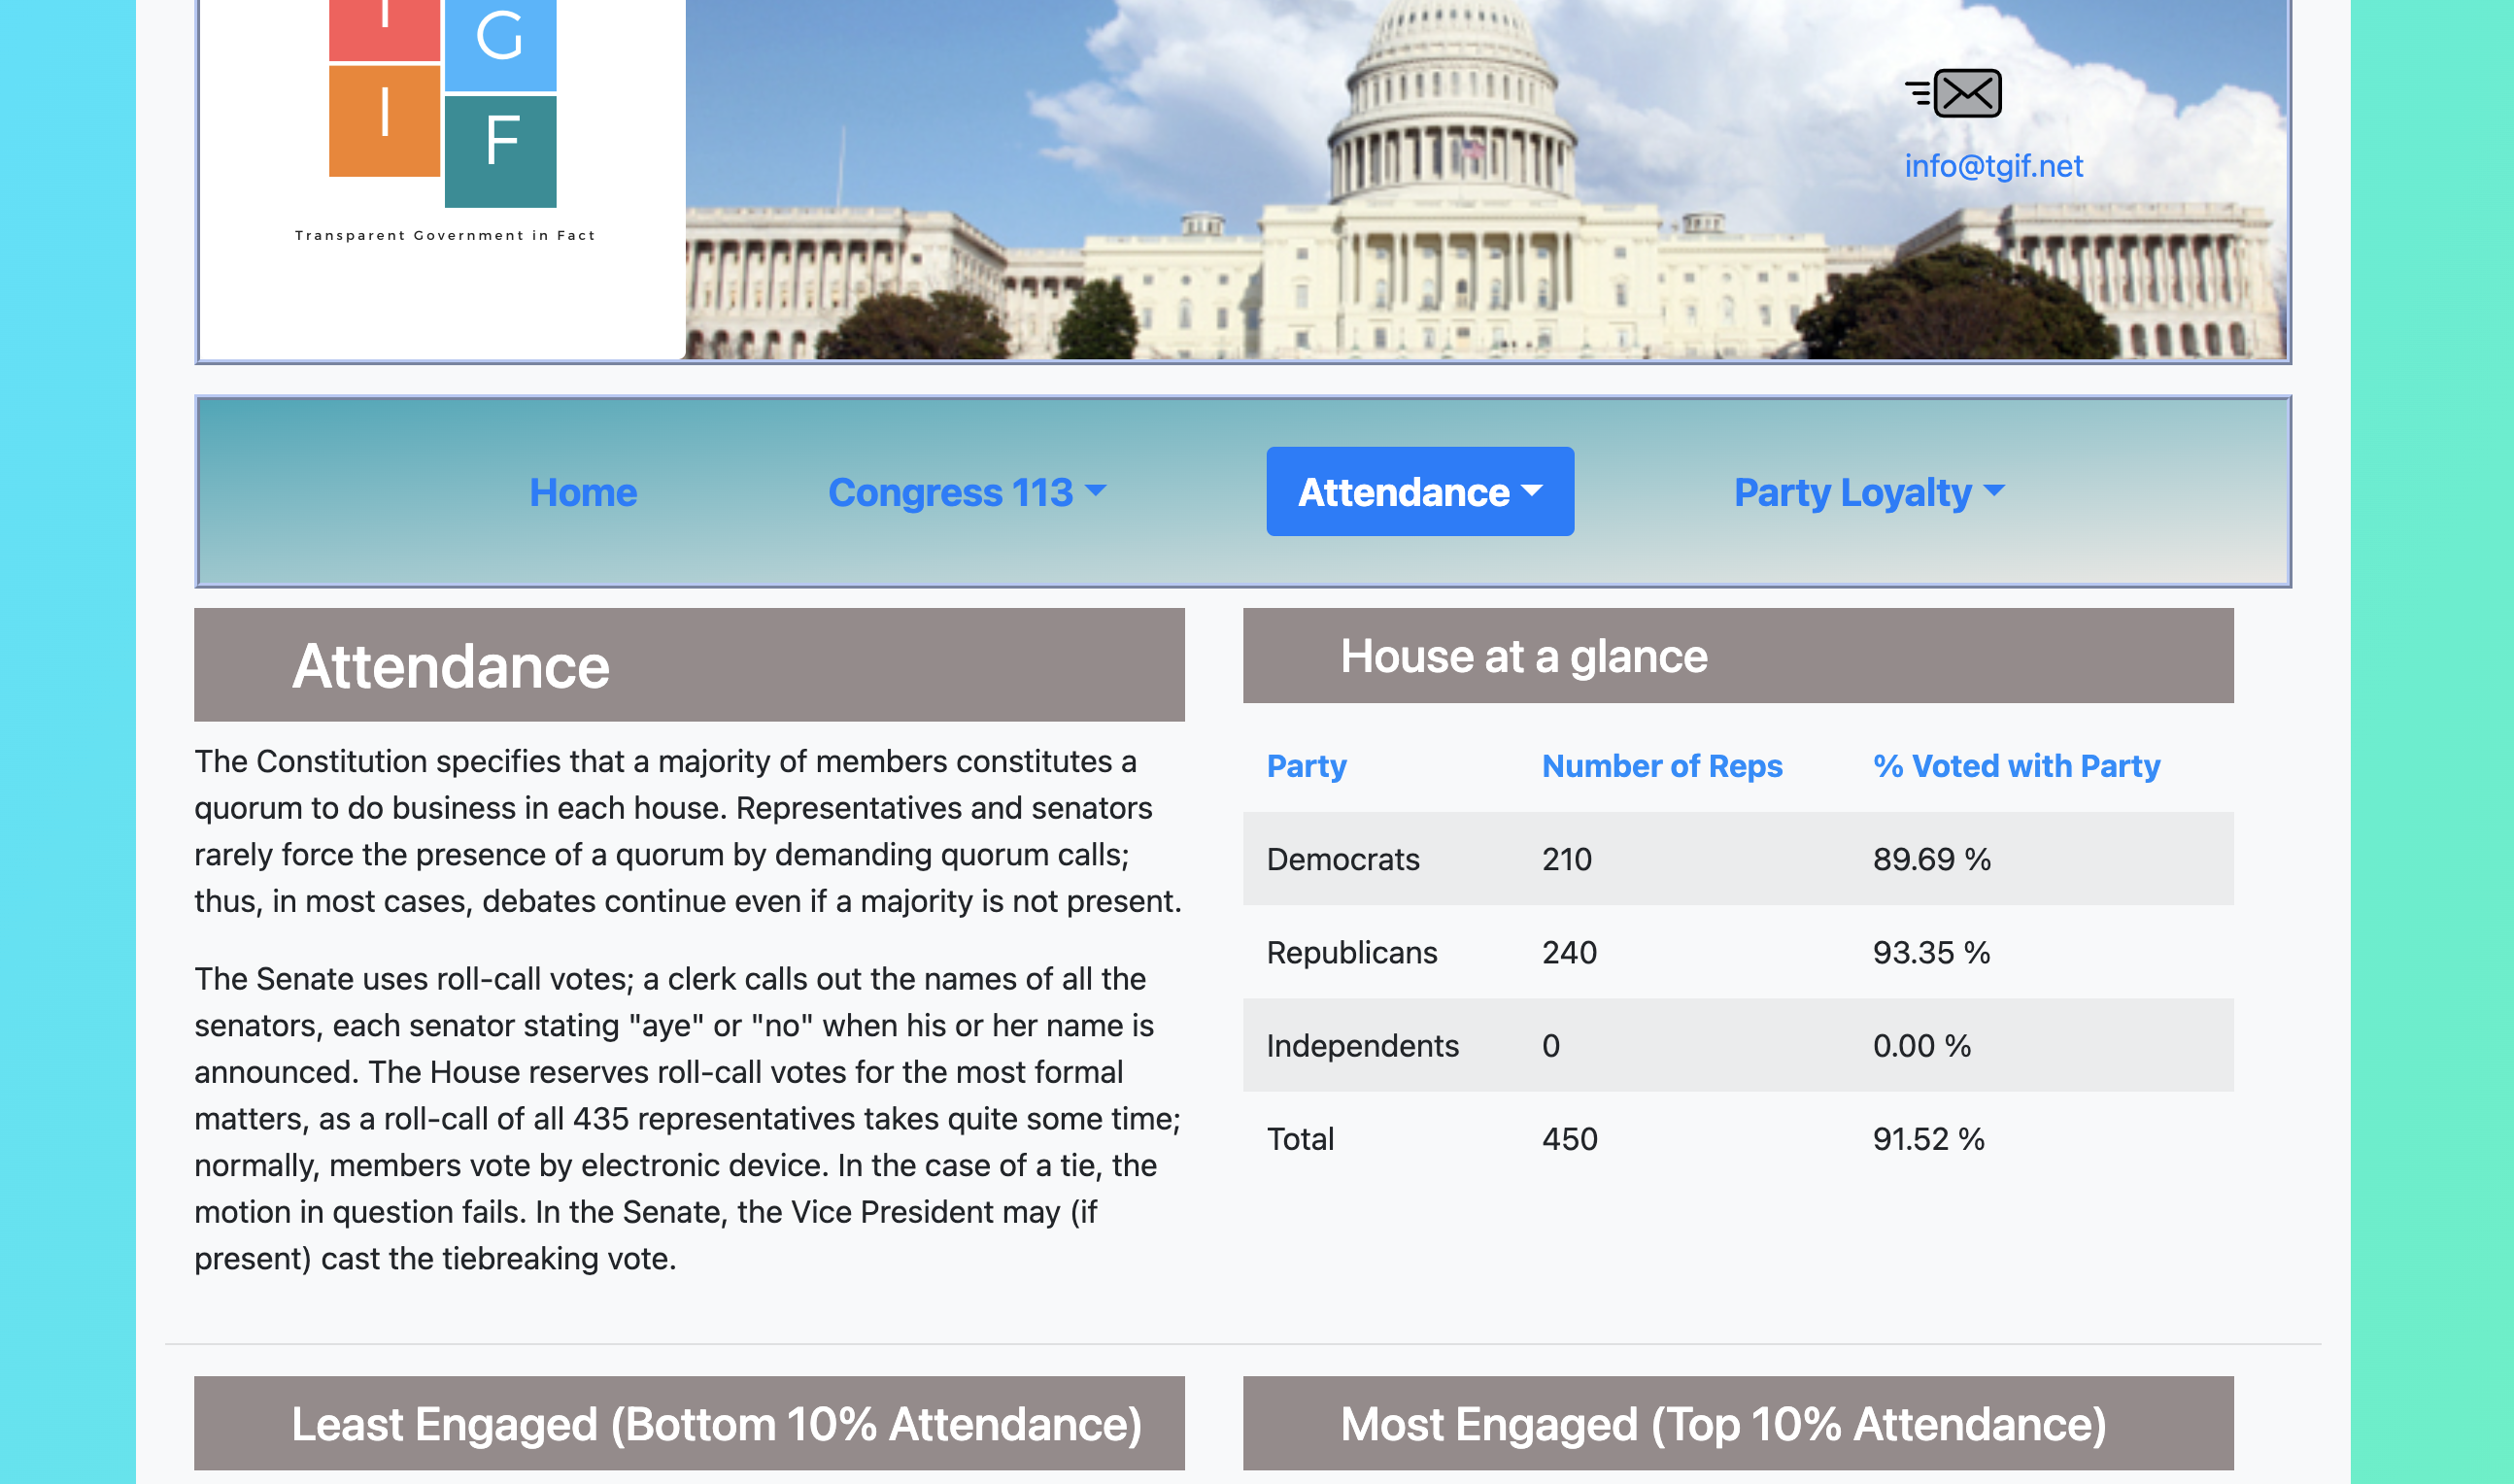 G
I
F
Transparent Government in Fact
info@tgif.net
Home
Congress 113
Attendance
Party Loyalty
Attendance
The Constitution specifies that a majority of members constitutes a
quorum to do business in each house. Representatives and senators
rarely force the presence of a quorum by demanding quorum calls;
thus, in most cases, debates continue even if a majority is not present.
The Senate uses roll-call votes; a clerk calls out the names of all the
senators, each senator stating "aye" or "no" when his or her name is
announced. The House reserves roll-call votes for the most formal
matters, as a roll-call of all 435 representatives takes quite some time;
normally, members vote by electronic device. In the case of a tie, the
motion in question fails. In the Senate, the Vice President may (if
present) cast the tiebreaking vote.
House at a glance
Party Number of Reps % Voted with Party
Democrats 210 89.69 %
Republicans 240 93.35 %
Independents 0 0.00 %
Total 450 91.52 %
Least Engaged (Bottom 10% Attendance)
Most Engaged (Top 10% Attendance)